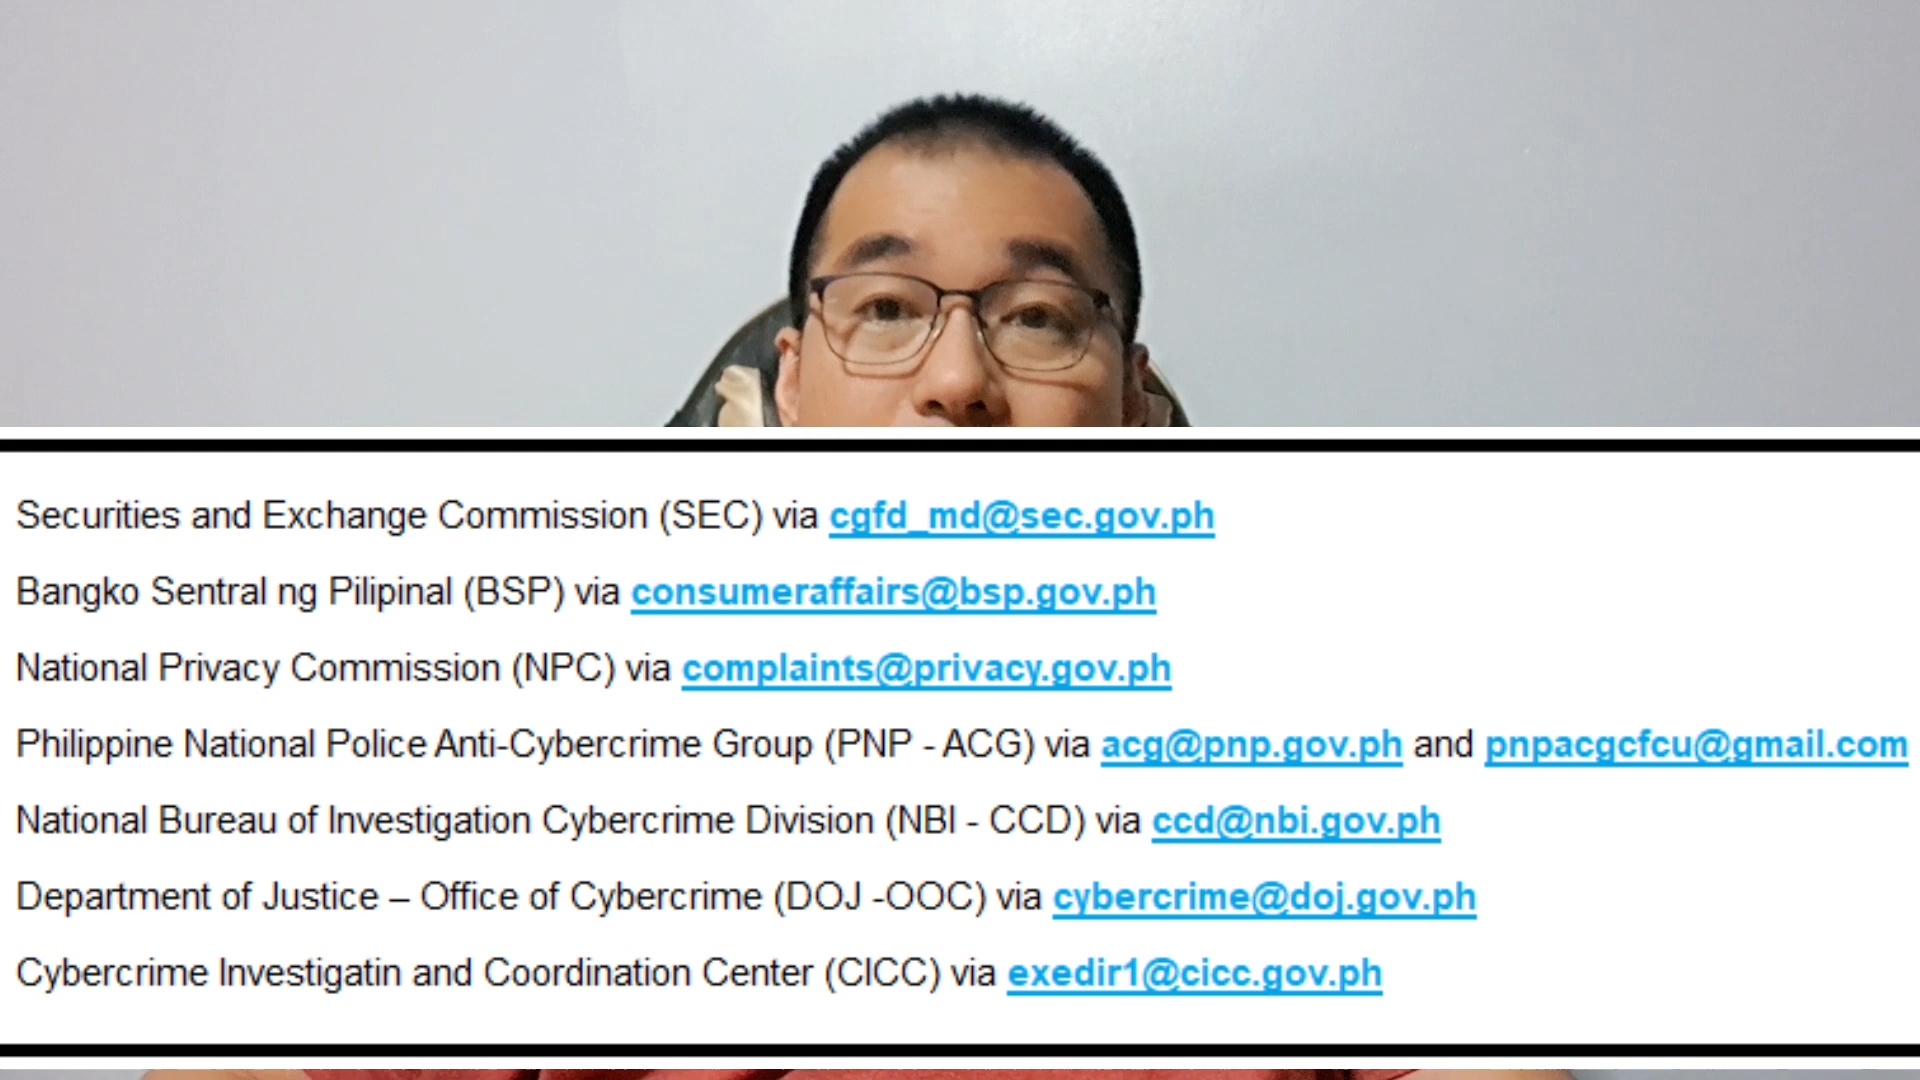 Securities and Exchange Commission (SEC) via cgfd_md@sec.gov.ph
Bangko Sentral ng Pilipinal (BSP) via consumeraffairs@bsp.gov.ph
National Privacy Commission (NPC) via complaints@privacy.gov.ph
Philippine National Police Anti-Cybercrime Group (PNP - ACG) via acg@pnp.gov.ph and pnpacgcfcu@gmail.com
National Bureau of Investigation Cybercrime Division (NBI - CCD) via ccd@nbi.gov.ph
Department of Justice – Office of Cybercrime (DOJ -OOC) via cybercrime@doj.gov.ph
Cybercrime Investigatin and Coordination Center (CICC) via exedir1@cicc.gov.ph